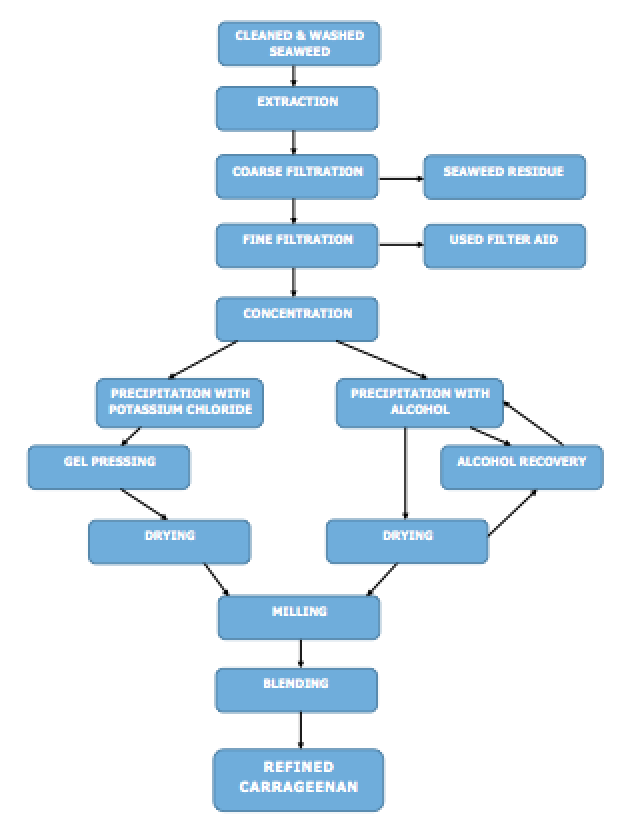 CLEANED & WASHED
SEAWEED
EXTRACTION
COARSE FILTRATION
SEAWEED RESIDUE
FINE FILTRATION
USED FILTER AID
CONCENTRATION
PRECIPITATION WITH
POTASSIUM CHLORIDE
PRECIPITATION WITH
ALCOHOL
GEL PRESSING
ALCOHOL RECOVERY
DRYING
DRYING
MILLING
BLENDING
REFINED
CARRAGEENAN